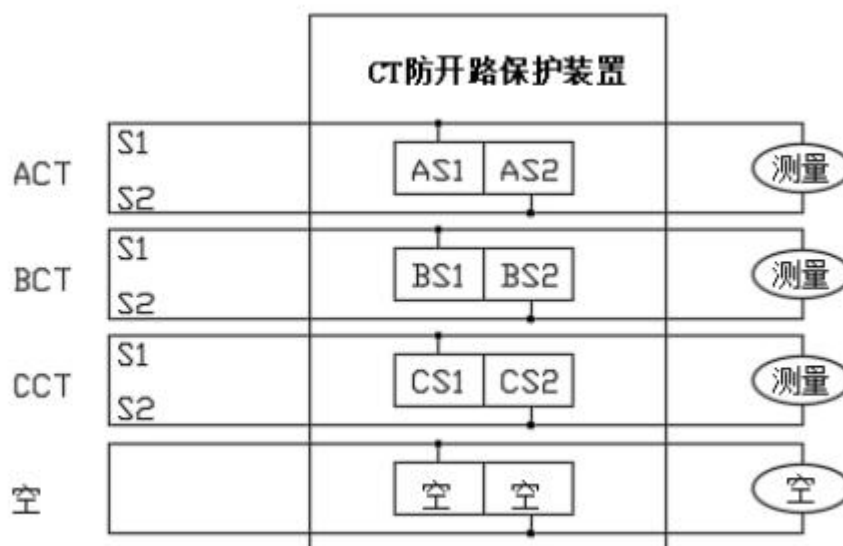 CT防开路保护装置
S1
ACT AS1 AS2 测量
S2
S1
BCT BS1 BS2 测量
S2
S1
CCT CS1 CS2 测量
S2
空 空 空 空